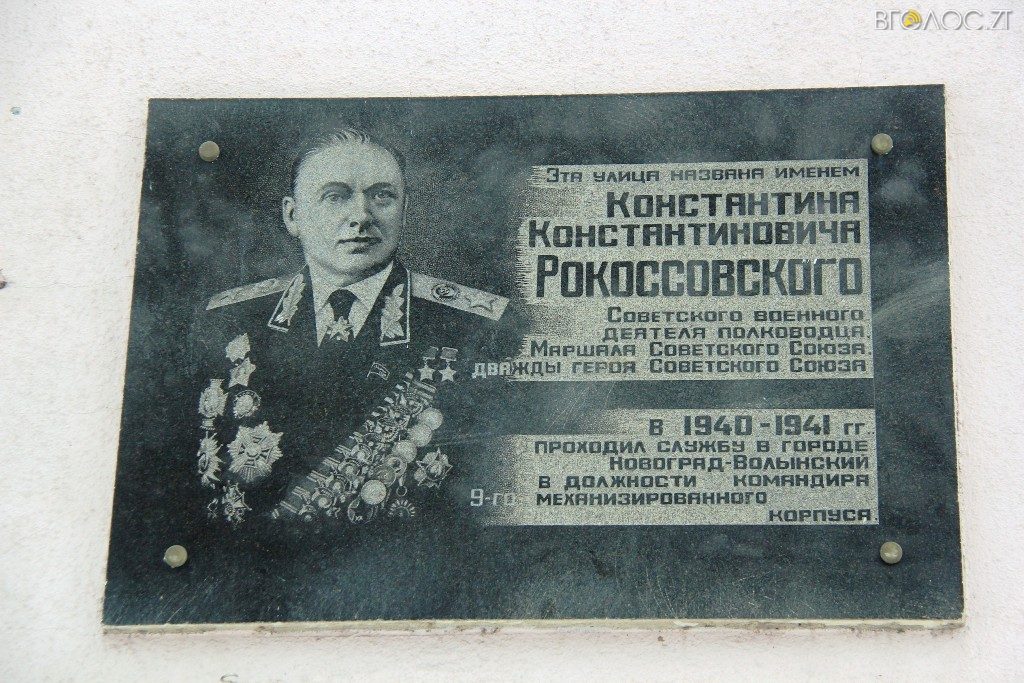 ВГОЛОС.ZT
Эта улица названа именем
Константина
Константиновича
Рокоссовского
Советского военного
деятеля полководца
Маршала Советского Союза
дважды героя Советского Союза
в 1940-1941 гг.
проходил службу в городе
Новоград-Волынский
в должности командира
9-го механизированного
корпуса.